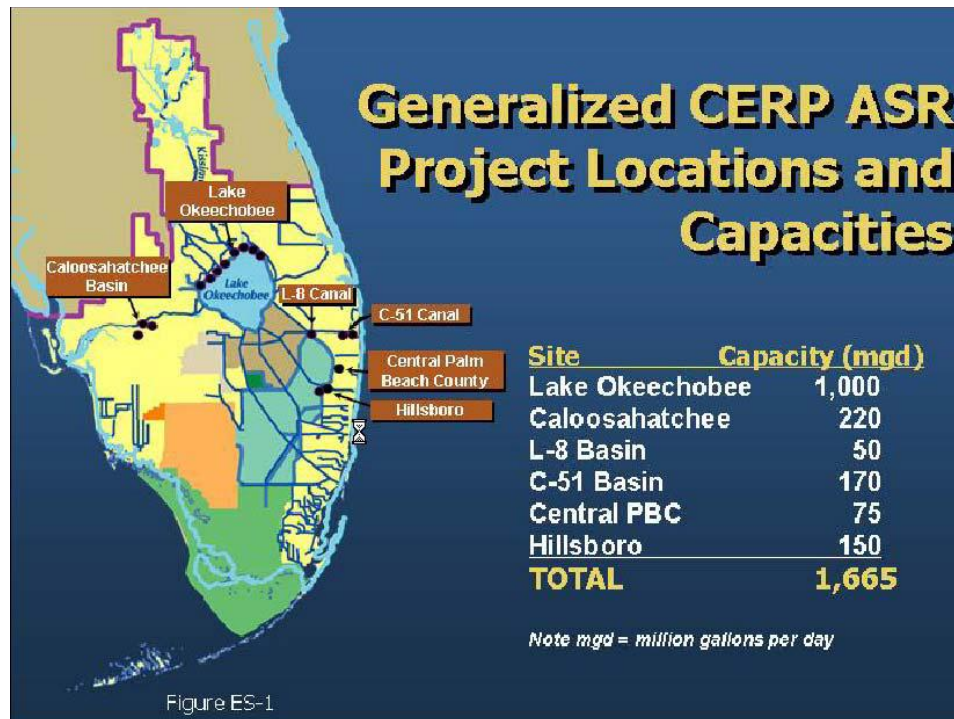 Generalized CERP ASR
Project Locations and
Capacities
Lake
Okeechobee
Caloosahatchee
Basin
Lake
Okeechobee
L-8 Canal
C-51 Canal
Central Palm
Beach County
Hillsboro
Site Capacity (mgd)
Lake Okeechobee 1,000
Caloosahatchee 220
L-8 Basin 50
C-51 Basin 170
Central PBC 75
Hillsboro 150
TOTAL 1,665
Note mgd = million gallons per day
Figure ES-1